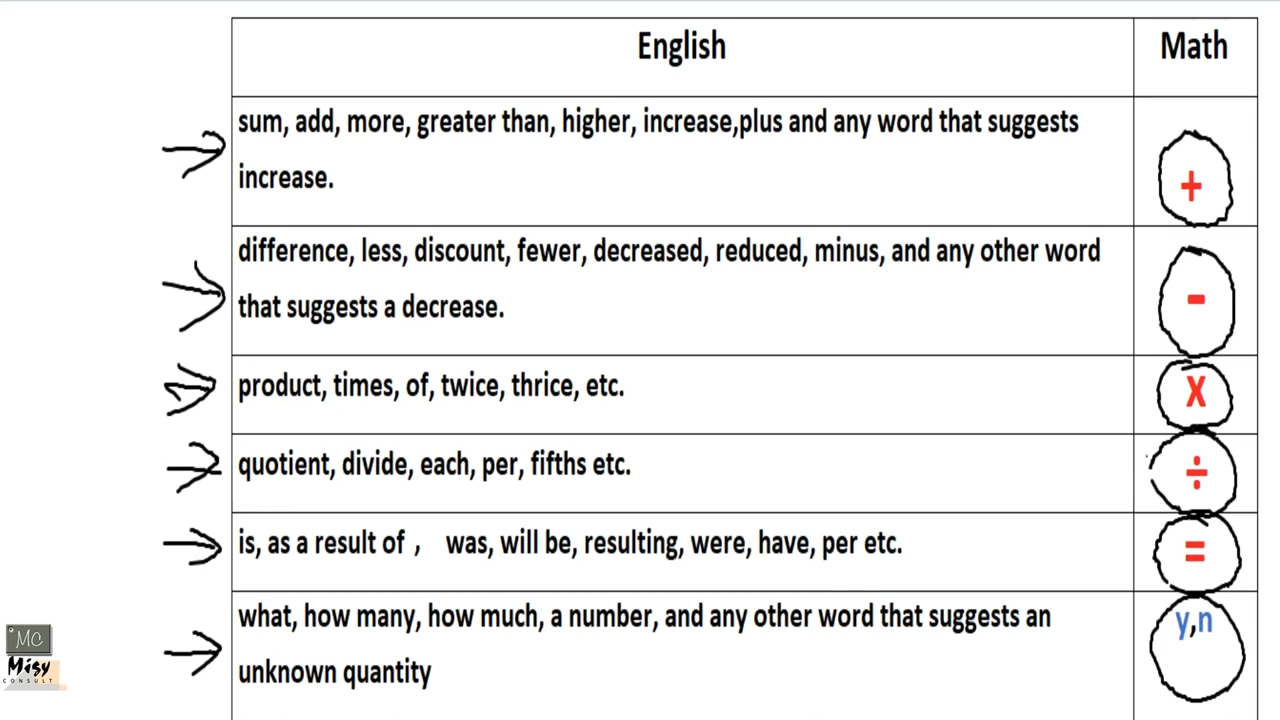 English
Math
sum, add, more, greater than, higher, increase,plus and any word that suggests
increase.
+
difference, less, discount, fewer, decreased, reduced, minus, and any other word
that suggests a decrease.
-
product, times, of, twice, thrice, etc.
X
quotient, divide, each, per, fifths etc.
÷
is, as a result of , was, will be, resulting, were, have, per etc.
=
what, how many, how much, a number, and any other word that suggests an
unknown quantity
y,n
°MC
Migy
CONSULT